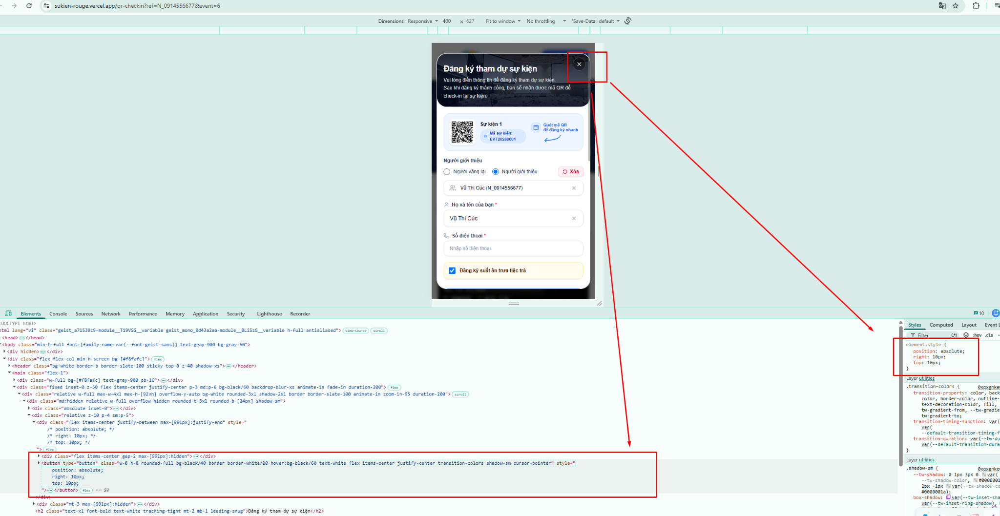 sukien-rouge.vercel.app/qr-checkin?ref=N_0914556677&event=6
Dimensions: Responsive 400 x 627 Fit to window No throttling 'Save-Data': default
Đăng ký tham dự sự kiện
Vui lòng điền thông tin để đăng ký tham dự sự kiện.
Sau khi đăng ký thành công, bạn sẽ nhận được mã QR để
check-in tại sự kiện.
Sự kiện 1
Mã sự kiện:
EVT20260001
Quét mã QR
để đăng ký nhanh
Người giới thiệu
Người vãng lai Người giới thiệu Xóa
Vũ Thị Cúc (N_0914556677)
Họ và tên của bạn *
Vũ Thị Cúc
Số điện thoại *
Nhập số điện thoại
Đăng ký suất ăn trưa tiệc trà
Elements Console Sources Network Performance Memory Application Security Lighthouse Recorder 10
!DOCTYPE html>
html lang="vi" class="geist_a71539c9-module__T19VSG__variable geist_mono_8d43a2aa-module__8Li5zG__variable h-full antialiased"> view-source scroll
<head>…</head>
<body class="min-h-full font-[family-name:var(--font-geist-sans)] text-gray-900 bg-gray-50">
<div hidden>…</div>
<div class="flex flex-col min-h-screen bg-[#f8fafc]"> flex
<header class="bg-white border-b border-slate-100 sticky top-0 z-40 shadow-xs">…</header>
<main class="flex-1">
<div class="w-full bg-[#f8fafc] text-gray-900 pb-16">…</div>
<div class="fixed inset-0 z-50 flex items-center justify-center p-3 md:p-6 bg-black/60 backdrop-blur-xs animate-in fade-in duration-200"> flex
<div class="relative w-full max-w-4xl max-h-[92vh] overflow-y-auto bg-white rounded-3xl shadow-2xl border border-slate-100 animate-in zoom-in-95 duration-200"> scroll
<div class="md:hidden relative w-full overflow-hidden rounded-t-3xl rounded-b-[24px] shadow-sm">
<div class="absolute inset-0">…</div>
<div class="relative z-10 p-4 sm:p-5">
<div class="flex items-center justify-between max-[991px]:justify-end" style="
/* position: absolute; */
/* right: 10px; */
/* top: 10px; */
"> flex
<div class="flex items-center gap-2 max-[991px]:hidden">…</div>
<button type="button" class="w-8 h-8 rounded-full bg-black/40 border border-white/20 hover:bg-black/60 text-white flex items-center justify-center transition-colors shadow-sm cursor-pointer" style="
position: absolute;
right: 10px;
top: 10px;
">…</button> flex == $0
</div>
<div class="mt-3 max-[991px]:hidden">…</div>
<h2 class="text-xl font-bold text-white tracking-tight mt-2 mb-1 leading-snug">Đăng ký tham dự sự kiện</h2>
Styles Computed Layout Event L
Filter (.*) :hov .cls
element.style {
position: absolute;
right: 10px;
top: 10px;
}
Layer utilities
.transition-colors { 0xqxgnke
transition-property: color, back
color, border-color, outline-
text-decoration-color, fill,
tw-gradient-from, --tw-gradie
tw-gradient-to;
transition-timing-function: var(
var(
--default-transition-timing-f
transition-duration: var(--tw-du
var(--default-transition-dura
}
Layer utilities
.shadow-sm { 0xqxgnke
--tw-shadow: 0 1px 3px 0 var(
--tw-shadow-color, #0000001
2px -1px var(--tw-shadow-co
#0000001a);
box-shadow: var(--tw-inset-sha
var(--tw-inset-ring-shadow),